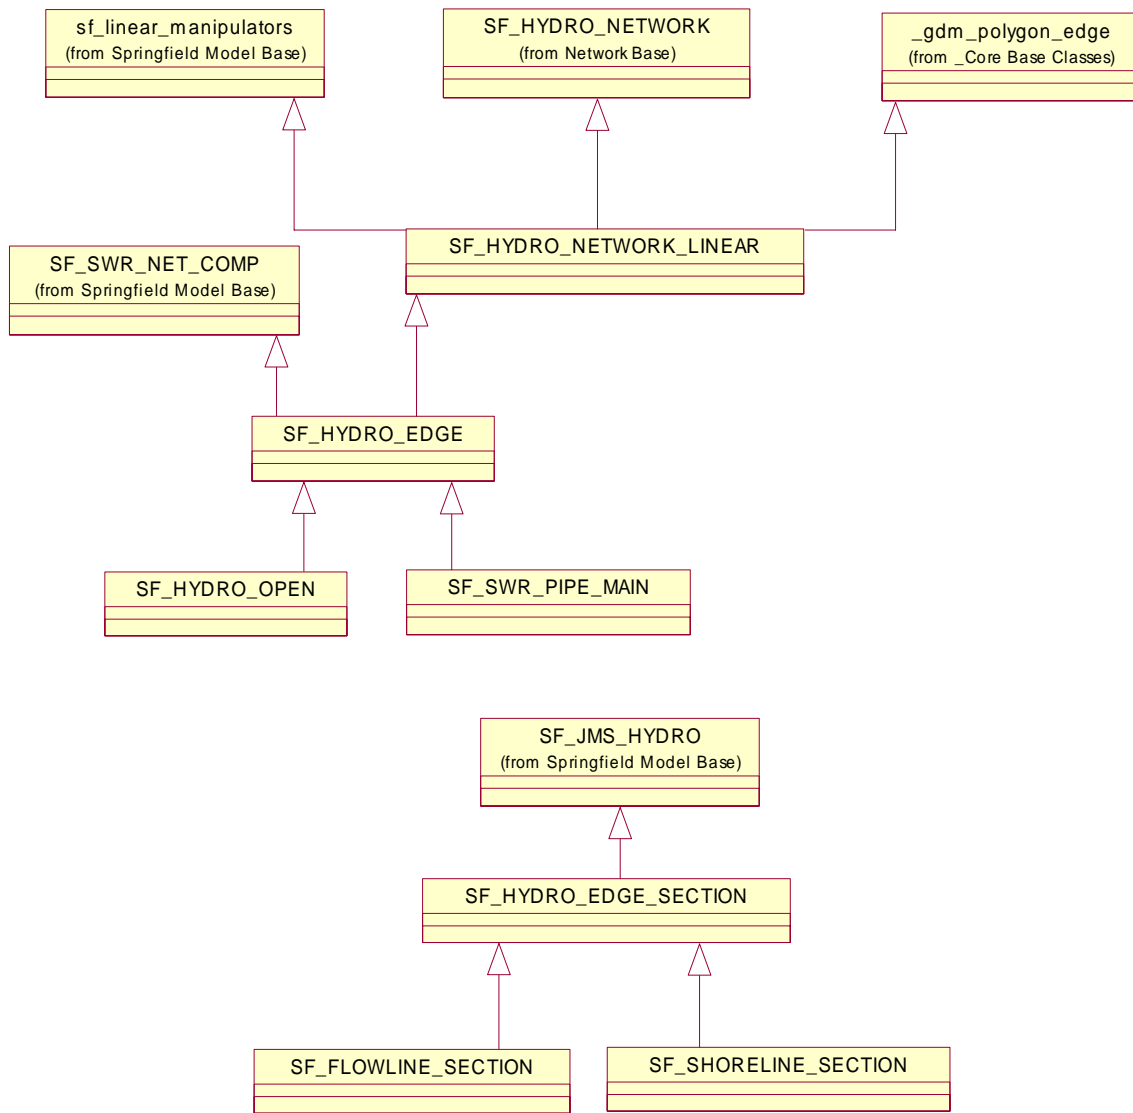 sf_linear_manipulators
(from Springfield Model Base)
SF_HYDRO_NETWORK
(from Network Base)
_gdm_polygon_edge
(from _Core Base Classes)
SF_HYDRO_NETWORK_LINEAR
SF_SWR_NET_COMP
(from Springfield Model Base)
SF_HYDRO_EDGE
SF_HYDRO_OPEN
SF_SWR_PIPE_MAIN
SF_JMS_HYDRO
(from Springfield Model Base)
SF_HYDRO_EDGE_SECTION
SF_FLOWLINE_SECTION
SF_SHORELINE_SECTION